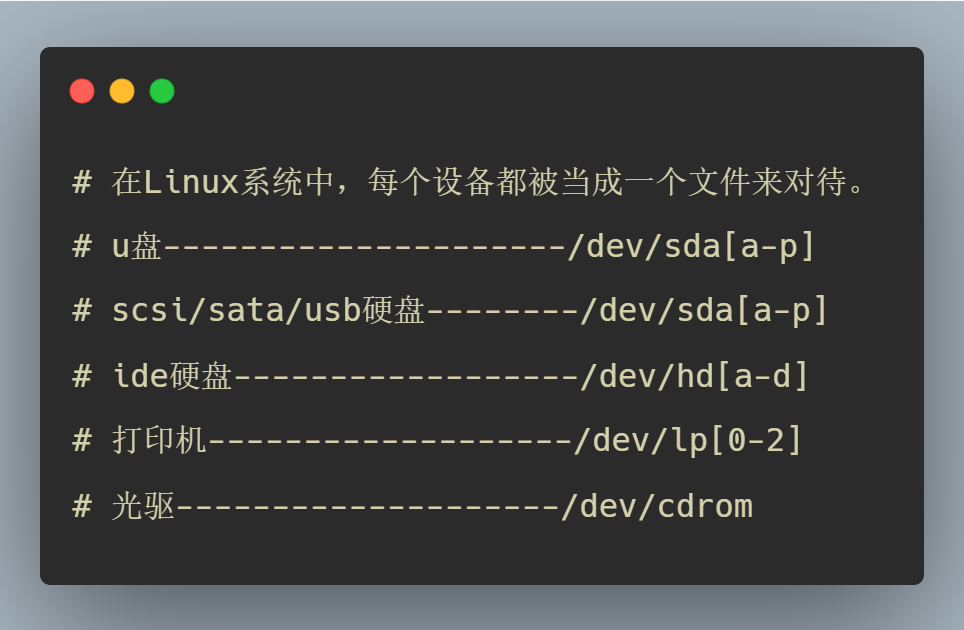 # 在Linux系统中，每个设备都被当成一个文件来对待。
# u盘---------------------/dev/sda[a-p]
# scsi/sata/usb硬盘--------/dev/sda[a-p]
# ide硬盘------------------/dev/hd[a-d]
# 打印机-------------------/dev/lp[0-2]
# 光驱--------------------/dev/cdrom